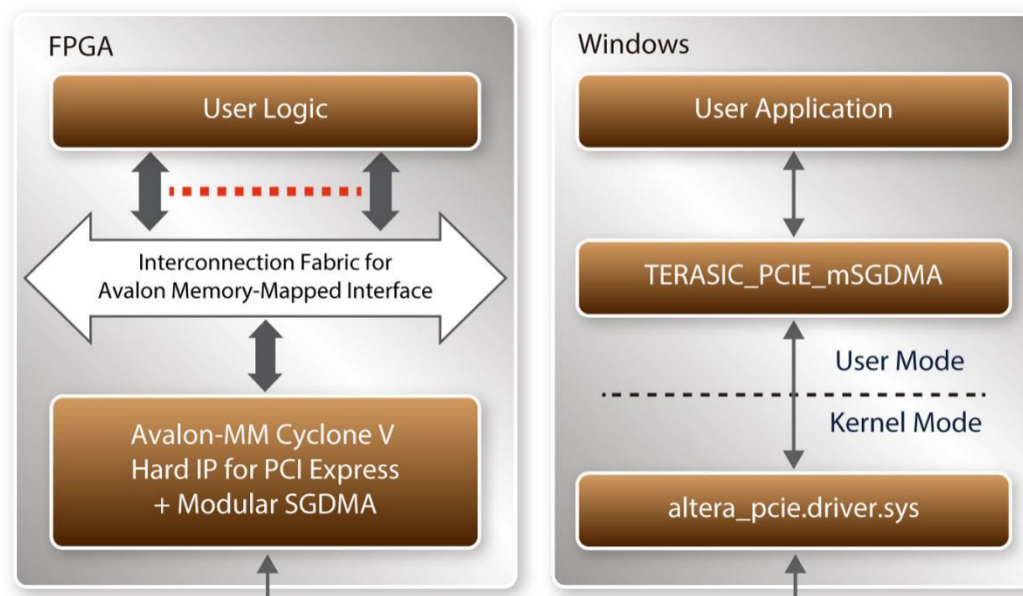 FPGA
User Logic
Interconnection Fabric for
Avalon Memory-Mapped Interface
Avalon-MM Cyclone V
Hard IP for PCI Express
+ Modular SGDMA
Windows
User Application
TERASIC_PCIE_mSGDMA
User Mode
Kernel Mode
altera_pcie.driver.sys